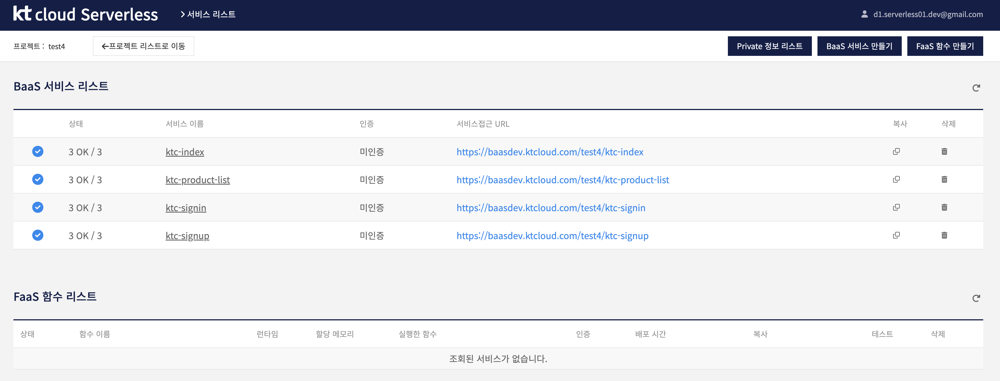 kt cloud Serverless
서비스 리스트
d1.serverless01.dev@gmail.com
프로젝트 : test4
프로젝트 리스트로 이동
Private 정보 리스트
BaaS 서비스 만들기
FaaS 함수 만들기
BaaS 서비스 리스트
상태 서비스 이름 인증 서비스접근 URL 복사 삭제
3 OK / 3 ktc-index 미인증 https://baasdev.ktcloud.com/test4/ktc-index
3 OK / 3 ktc-product-list 미인증 https://baasdev.ktcloud.com/test4/ktc-product-list
3 OK / 3 ktc-signin 미인증 https://baasdev.ktcloud.com/test4/ktc-signin
3 OK / 3 ktc-signup 미인증 https://baasdev.ktcloud.com/test4/ktc-signup
FaaS 함수 리스트
상태 함수 이름 런타임 할당 메모리 실행한 함수 인증 배포 시간 복사 테스트 삭제
조회된 서비스가 없습니다.